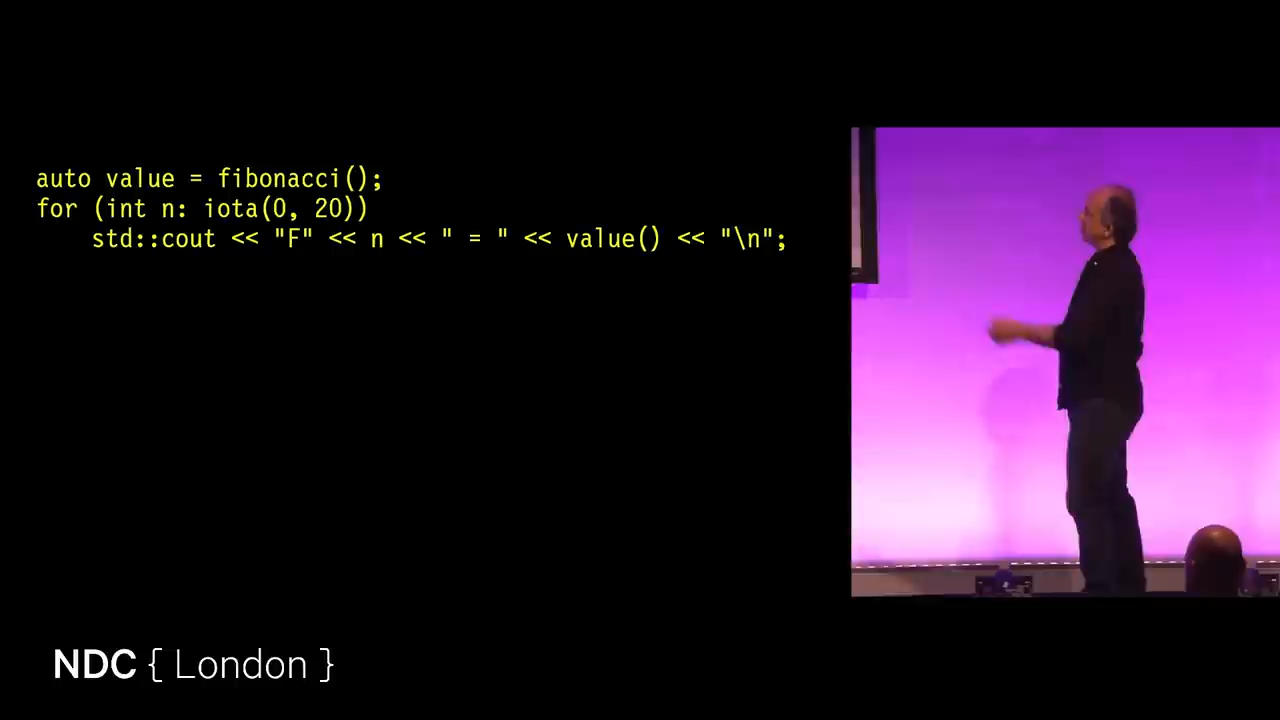 auto value = fibonacci();
for (int n: iota(0, 20))
    std::cout << "F" << n << " = " << value() << "\n";
NDC { London }